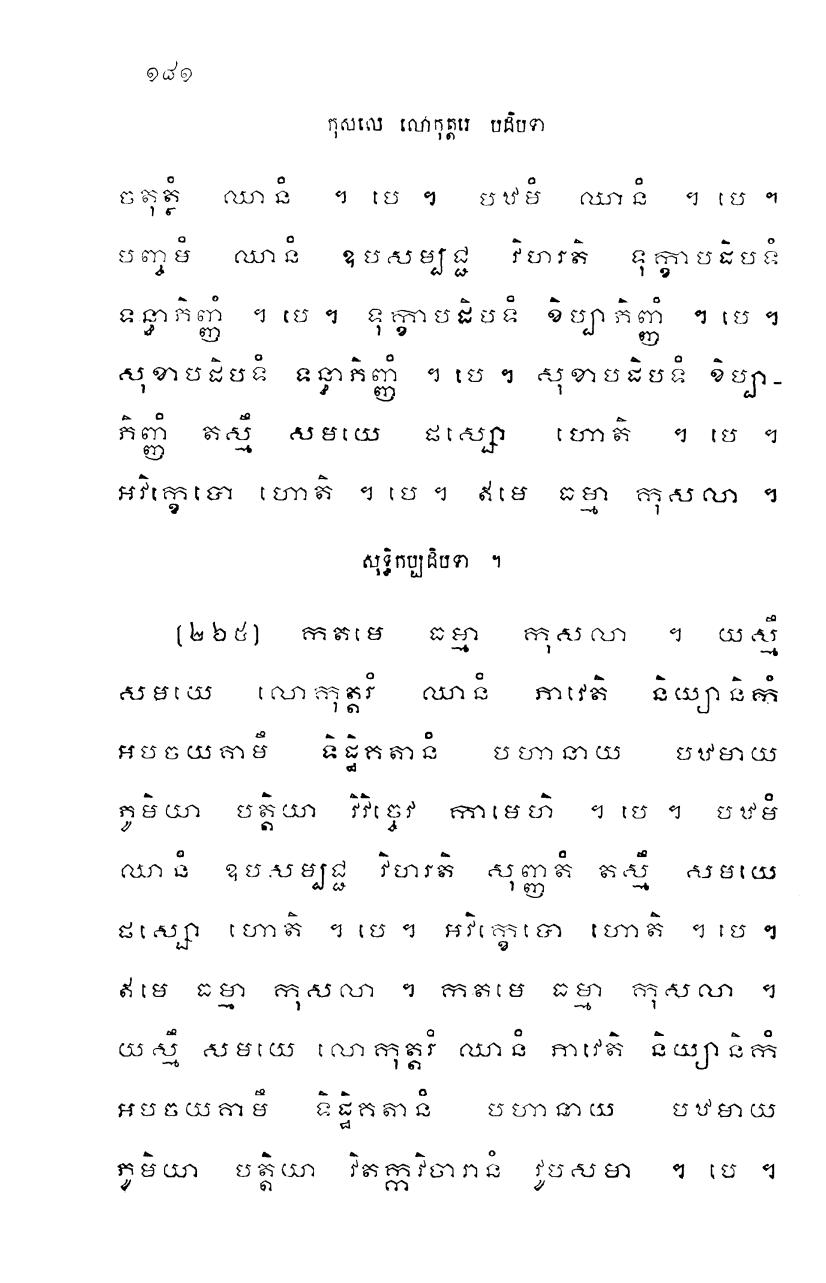 ១៨១
កុសលេ លោកុត្តរេ បដិបទា
ចតុត្ថំ ឈានំ ។ បេ ។ បឋមំ ឈានំ ។ បេ ។
បញ្ចមំ ឈានំ ឧបសម្បជ្ជ វិហរតិ ទុក្ខាបដិបទំ
ទន្ធាភិញ្ញំ ។ បេ ។ ទុក្ខាបដិបទំ ខិប្បាភិញ្ញំ ។ បេ ។
សុខាបដិបទំ ទន្ធាភិញ្ញំ ។ បេ ។ សុខាបដិបទំ ខិប្បា-
ភិញ្ញំ តស្មឹ សមយេ ផស្សោ ហោតិ ។ បេ ។
អវិក្ខេបោ ហោតិ ។ បេ ។ ឥមេ ធម្មា កុសលា ។
សុទ្ធិកប្បដិបទា ។
(២៦៥) កតមេ ធម្មា កុសលា ។ យស្មឹ
សមយេ លោកុត្តរំ ឈានំ ភាវេតិ និយ្យានិកំ
អបចយគាមឹ ទិដ្ឋិគតានំ បហានាយ បឋមាយ
ភូមិយា បត្តិយា វិវិច្ចេវ កាមេហិ ។ បេ ។ បឋមំ
ឈានំ ឧបសម្បជ្ជ វិហរតិ សុញ្ញតំ តស្មឹ សមយេ
ផស្សោ ហោតិ ។ បេ ។ អវិក្ខេបោ ហោតិ ។ បេ ។
ឥមេ ធម្មា កុសលា ។ កតមេ ធម្មា កុសលា ។
យស្មឹ សមយេ លោកុត្តរំ ឈានំ ភាវេតិ និយ្យានិកំ
អបចយគាមឹ ទិដ្ឋិគតានំ បហានាយ បឋមាយ
ភូមិយា បត្តិយា វិតក្កវិចារានំ វូបសមា ។ បេ ។